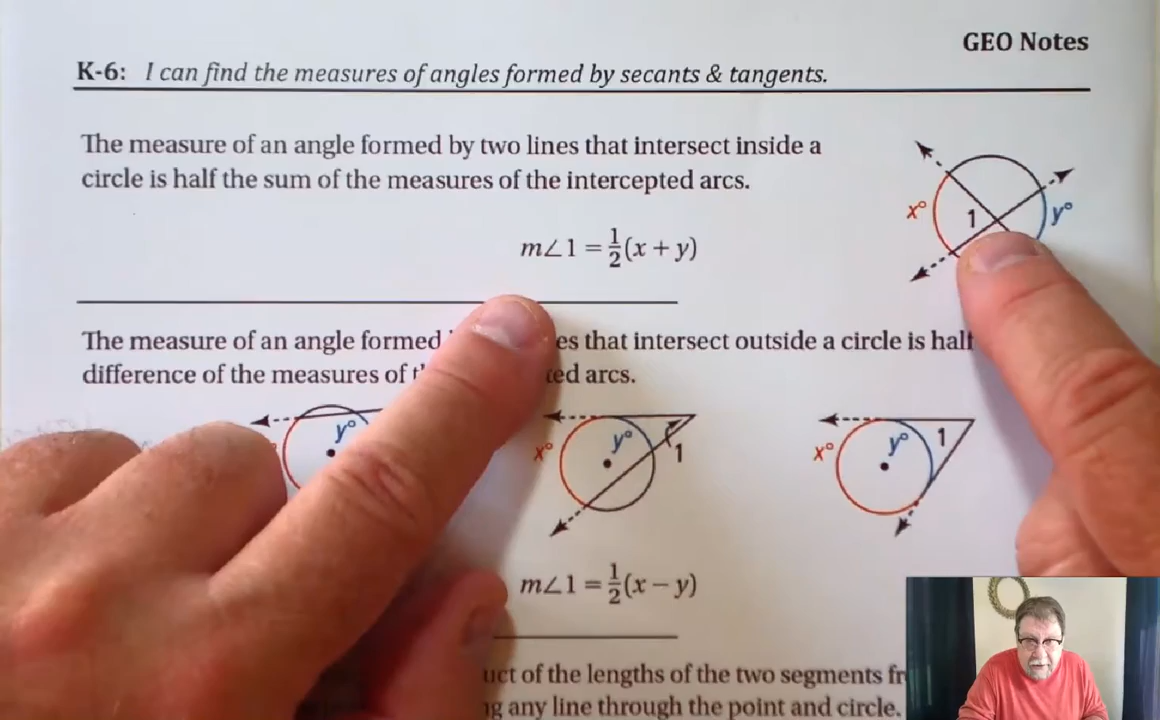 GEO Notes
K-6: I can find the measures of angles formed by secants & tangents.
The measure of an angle formed by two lines that intersect inside a
circle is half the sum of the measures of the intercepted arcs.
x° 1 y°
m∠1 = ½(x + y)
The measure of an angle formed es that intersect outside a circle is half
difference of the measures of t ted arcs.
y° x° y° 1 x° y° 1
m∠1 = ½(x − y)
uct of the lengths of the two segments fr
ng any line through the point and circle.